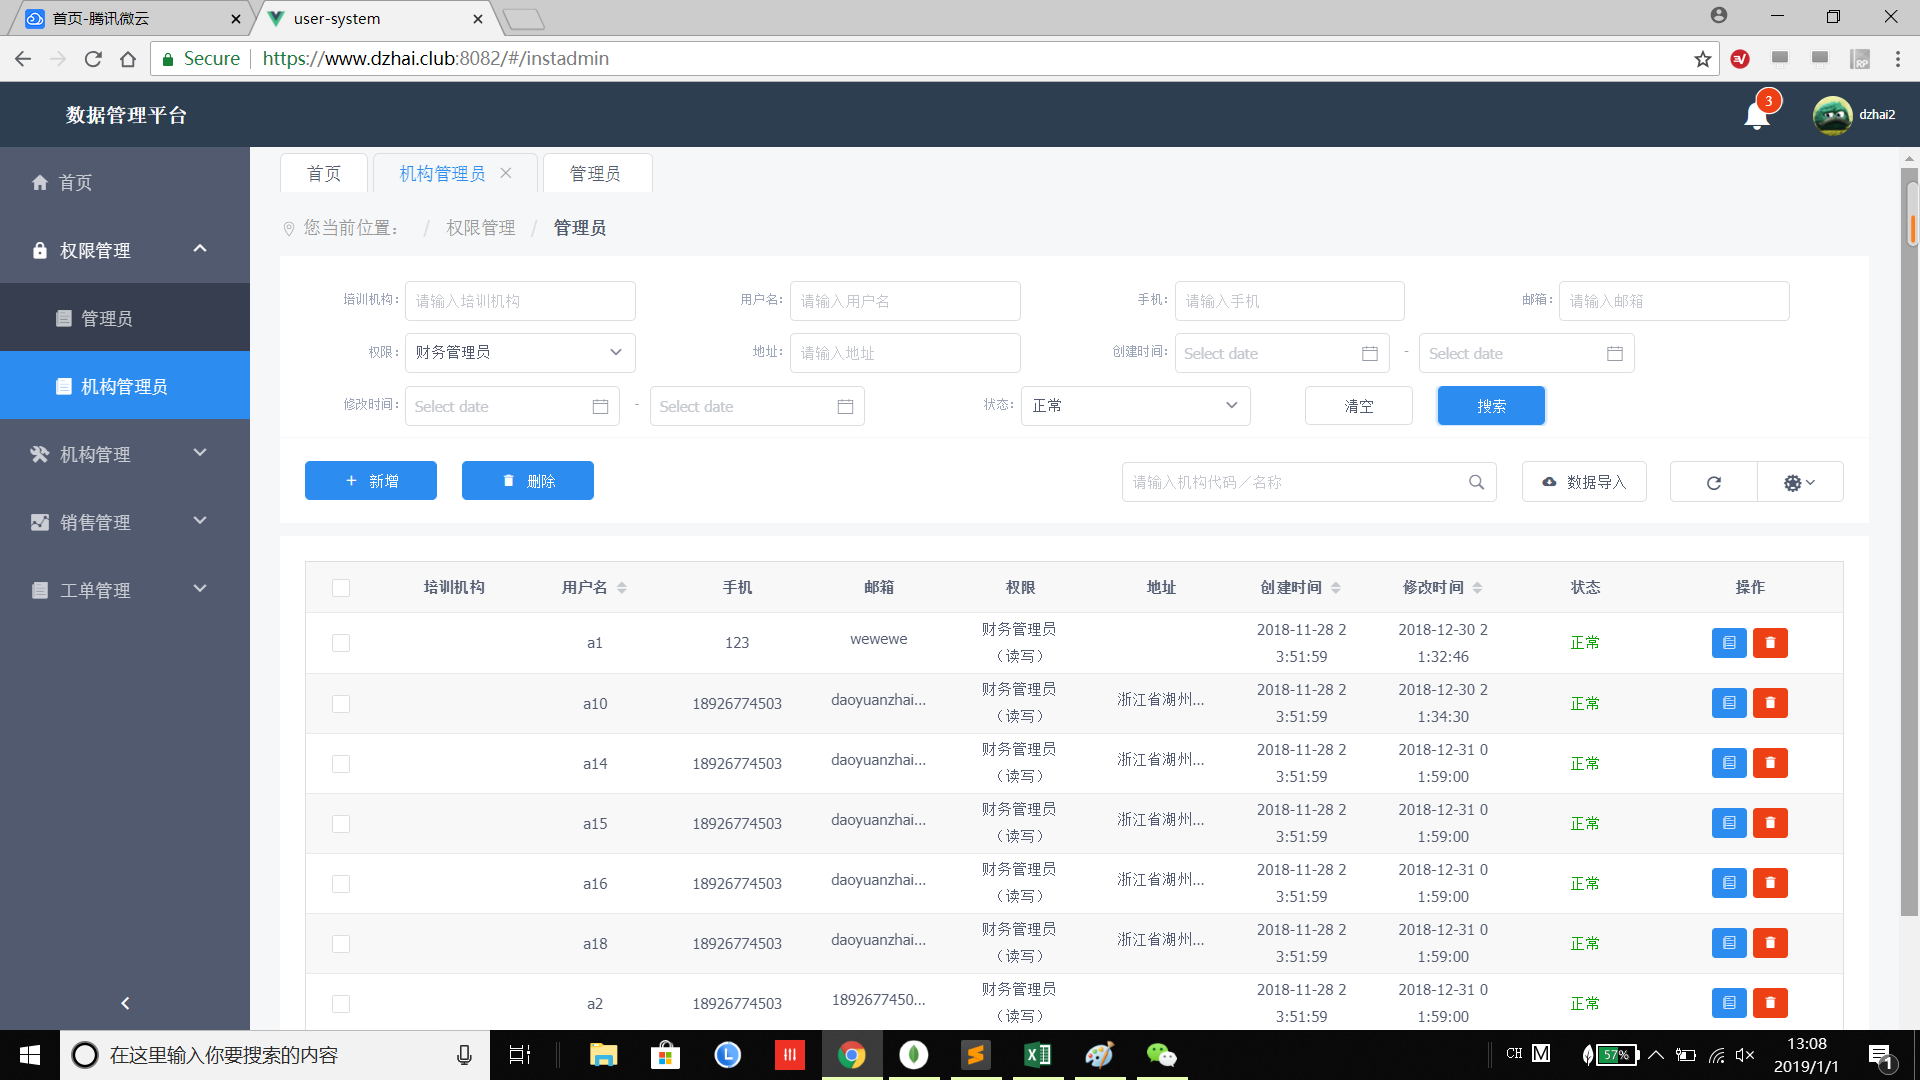 首页-腾讯微云
user-system
Secure
https://www.dzhai.club:8082/#/instadmin
数据管理平台
3
dzhai2
首页
权限管理
管理员
机构管理员
机构管理
销售管理
工单管理
首页 机构管理员 管理员
您当前位置： / 权限管理 / 管理员
培训机构: 请输入培训机构 用户名: 请输入用户名 手机: 请输入手机 邮箱: 请输入邮箱
权限: 财务管理员 地址: 请输入地址 创建时间: Select date - Select date
修改时间: Select date - Select date 状态: 正常 清空 搜索
+ 新增 删除 请输入机构代码／名称 数据导入
培训机构 用户名 手机 邮箱 权限 地址 创建时间 修改时间 状态 操作
a1 123 wewewe 财务管理员 2018-11-28 2 2018-12-30 2 正常
（读写） 3:51:59 1:32:46
a10 18926774503 daoyuanzhai... 财务管理员 浙江省湖州... 2018-11-28 2 2018-12-30 2 正常
（读写） 3:51:59 1:34:30
a14 18926774503 daoyuanzhai... 财务管理员 浙江省湖州... 2018-11-28 2 2018-12-31 0 正常
（读写） 3:51:59 1:59:00
a15 18926774503 daoyuanzhai... 财务管理员 浙江省湖州... 2018-11-28 2 2018-12-31 0 正常
（读写） 3:51:59 1:59:00
a16 18926774503 daoyuanzhai... 财务管理员 浙江省湖州... 2018-11-28 2 2018-12-31 0 正常
（读写） 3:51:59 1:59:00
a18 18926774503 daoyuanzhai... 财务管理员 浙江省湖州... 2018-11-28 2 2018-12-31 0 正常
（读写） 3:51:59 1:59:00
a2 18926774503 1892677450... 财务管理员 2018-11-28 2 2018-12-31 0 正常
（读写） 3:51:59 1:59:00
在这里输入你要搜索的内容
CH M 57%
13:08
2019/1/1
1